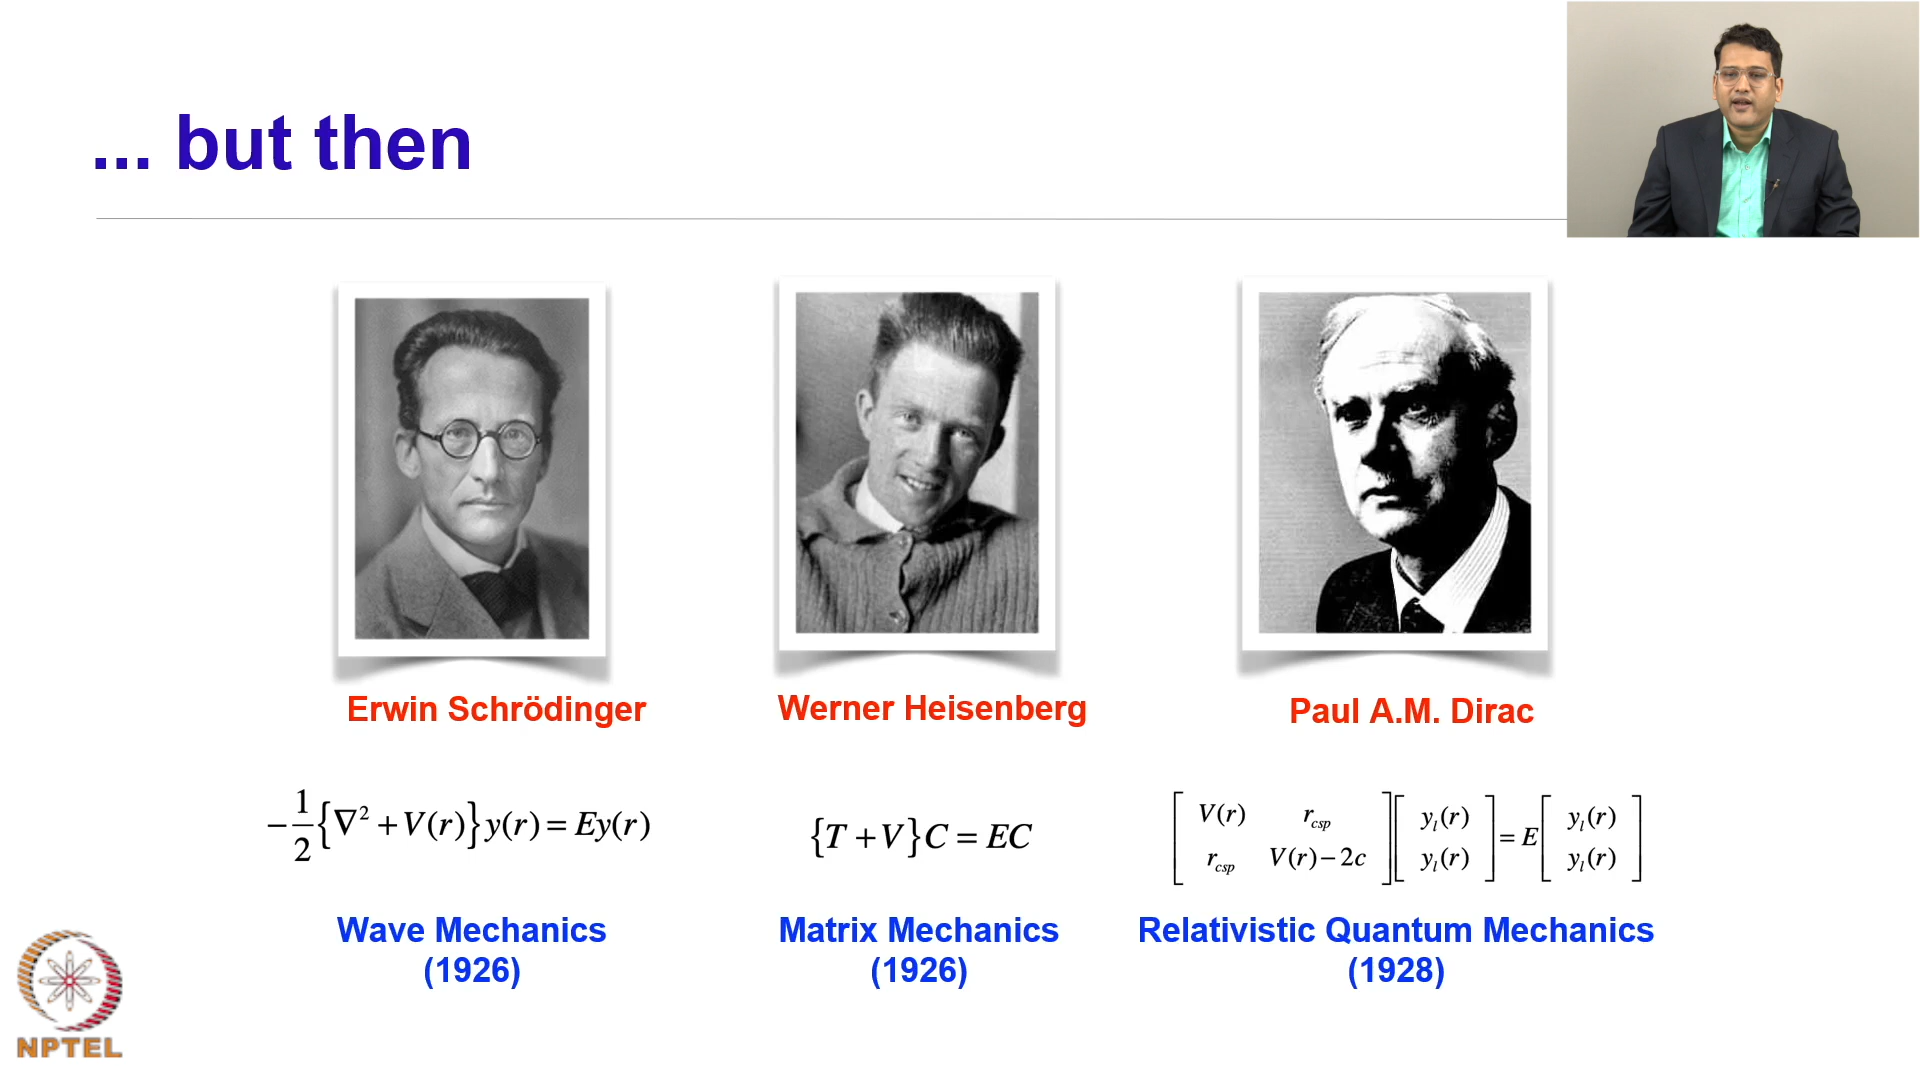 ... but then
Erwin Schrödinger
Werner Heisenberg
Paul A.M. Dirac
−1/2{∇² + V(r)}y(r) = Ey(r)
{T + V}C = EC
[V(r) r_csp; r_csp V(r) − 2c][y_l(r); y_l(r)] = E[y_l(r); y_l(r)]
Wave Mechanics
(1926)
Matrix Mechanics
(1926)
Relativistic Quantum Mechanics
(1928)
NPTEL